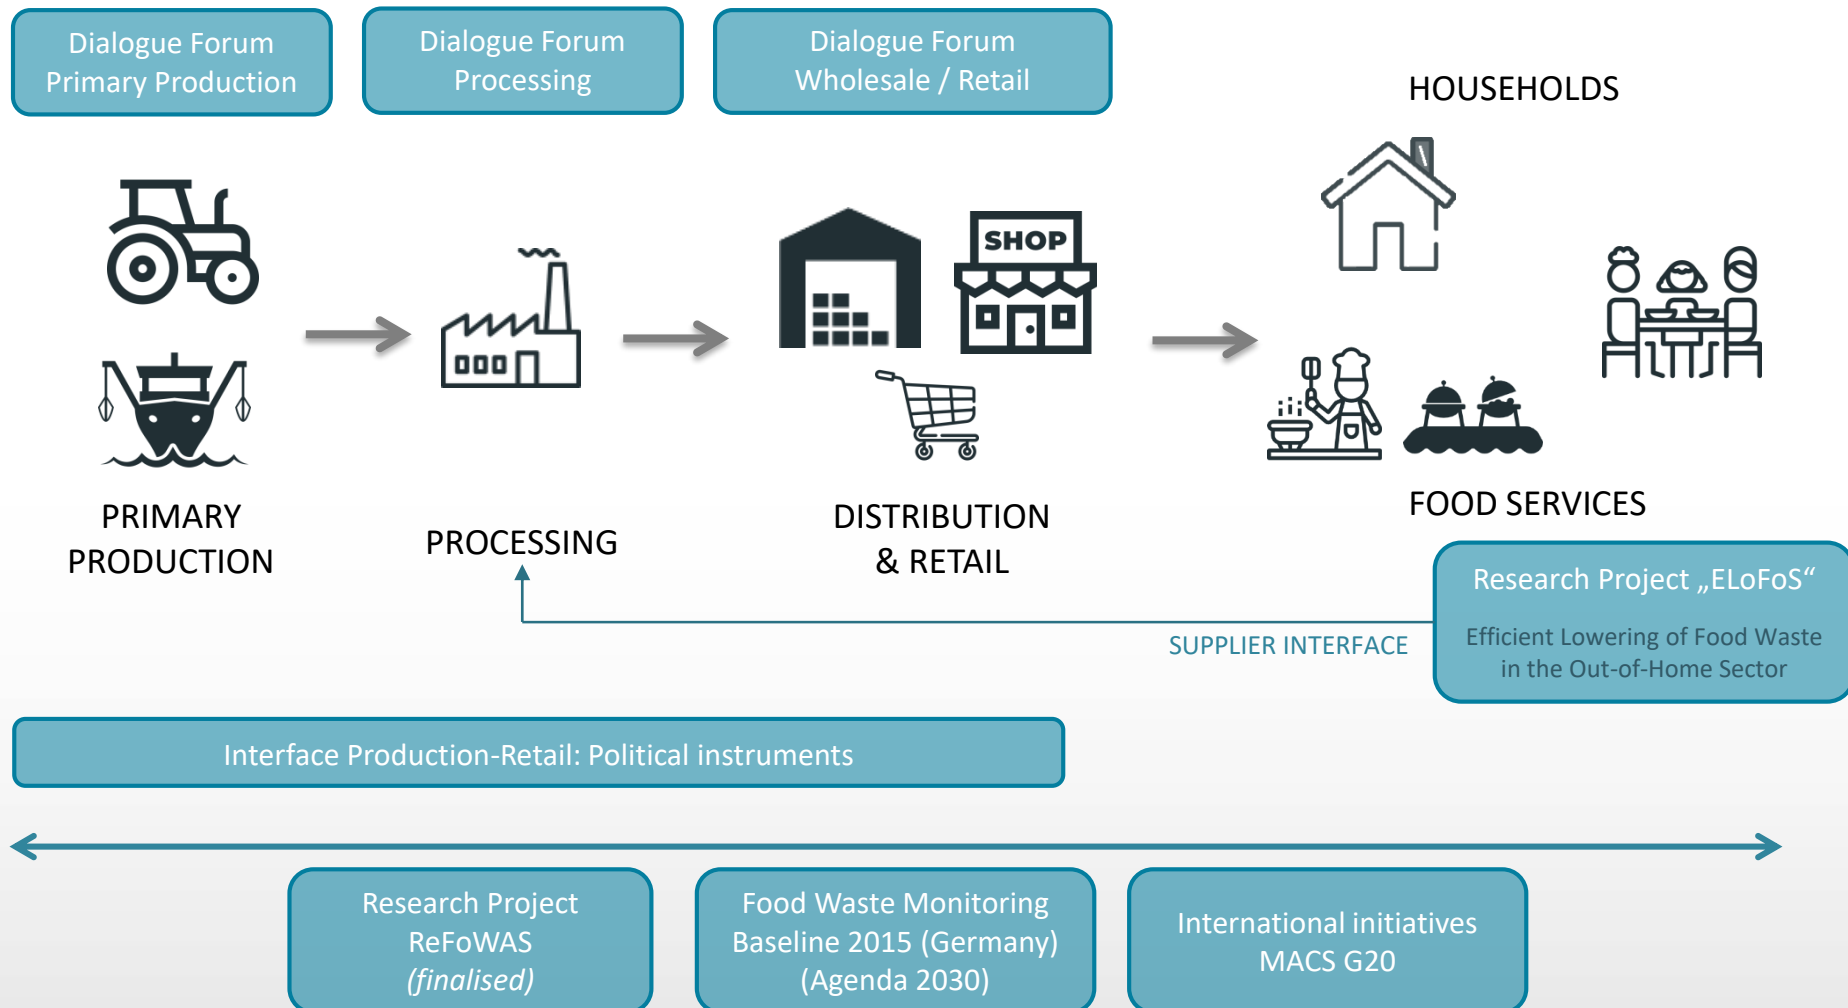 Dialogue Forum
Primary Production
Dialogue Forum
Processing
Dialogue Forum
Wholesale / Retail
HOUSEHOLDS
SHOP
PRIMARY
PRODUCTION
PROCESSING
DISTRIBUTION
& RETAIL
FOOD SERVICES
Research Project „ELoFoS“
Efficient Lowering of Food Waste
in the Out-of-Home Sector
SUPPLIER INTERFACE
Interface Production-Retail: Political instruments
Research Project
ReFoWAS
(finalised)
Food Waste Monitoring
Baseline 2015 (Germany)
(Agenda 2030)
International initiatives
MACS G20